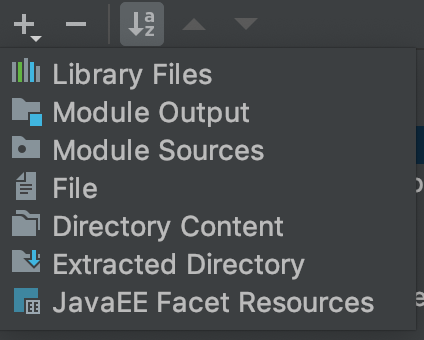 a
z
Library Files
Module Output
Module Sources
File
Directory Content
Extracted Directory
JavaEE Facet Resources